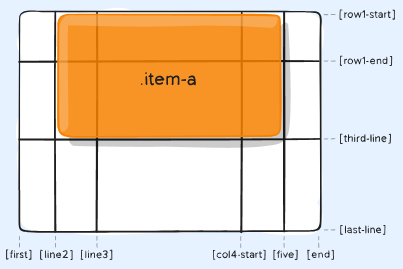 [row1-start]
[row1-end]
.item-a
[third-line]
[last-line]
[first] [line2] [line3] [col4-start] [five] [end]